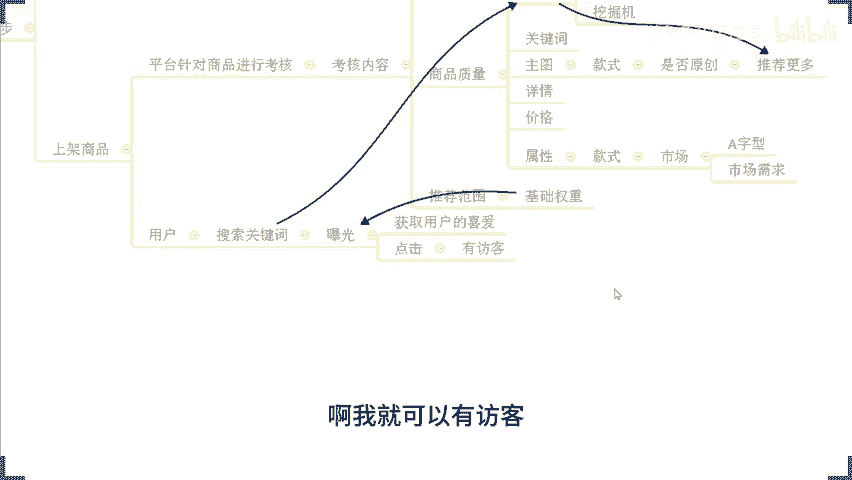 步
挖掘机
关键词
平台针对商品进行考核 考核内容
商品质量
主图 款式 是否原创 推荐更多
详情
价格
上架商品
属性 款式 市场
A字型
市场需求
推荐范围 基础权重
获取用户的喜爱
用户 搜索关键词 曝光
点击 有访客
啊我就可以有访客